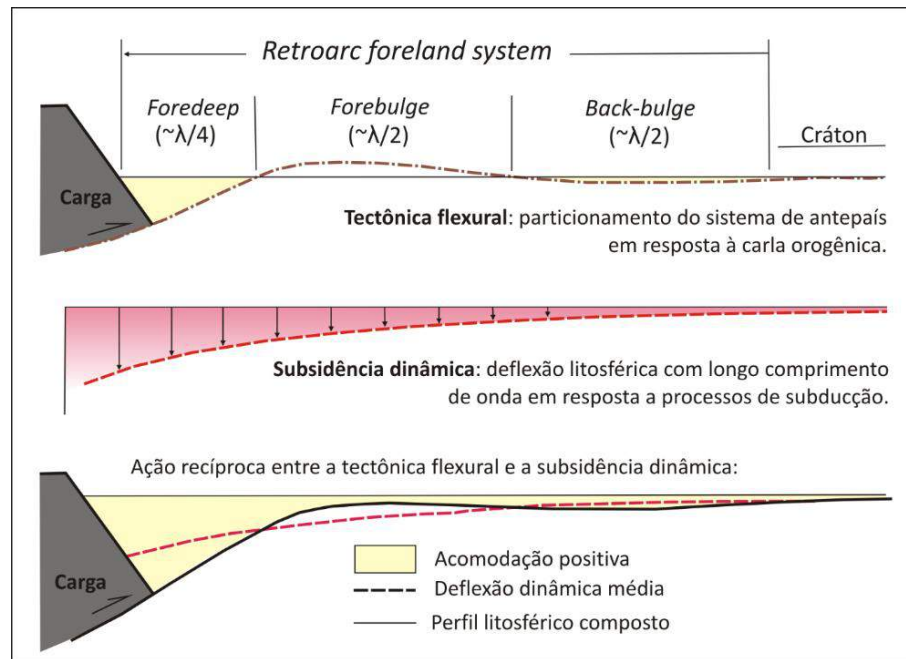 Retroarc foreland system
Foredeep
(~λ/4)
Forebulge
(~λ/2)
Back-bulge
(~λ/2)
Cráton
Carga
Tectônica flexural: particionamento do sistema de antepaís
em resposta à carla orogênica.
Subsidência dinâmica: deflexão litosférica com longo comprimento
de onda em resposta a processos de subducção.
Ação recíproca entre a tectônica flexural e a subsidência dinâmica:
Carga
Acomodação positiva
Deflexão dinâmica média
Perfil litosférico composto